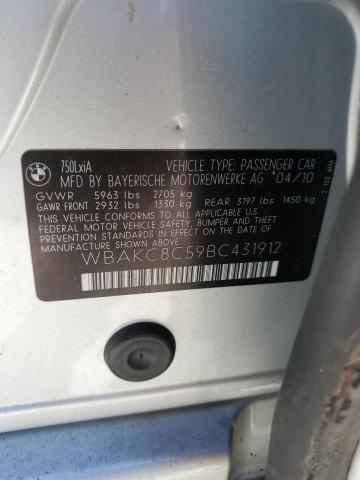 BMW
750LxiA VEHICLE TYPE: PASSENGER CAR
MFD BY BAYERISCHE MOTORENWERKE AG '04/10
GVWR 5963 lbs 2705 kg
GAWR FRONT 2932 lbs 1330 kg REAR 3197 lbs 1450 kg
THIS VEHICLE CONFORMS TO ALL APPLICABLE
FEDERAL MOTOR VEHICLE SAFETY, BUMPER AND THEFT
PREVENTION STANDARDS IN EFFECT ON THE DATE OF
MANUFACTURE SHOWN ABOVE.
WBAKC8C59BC431912